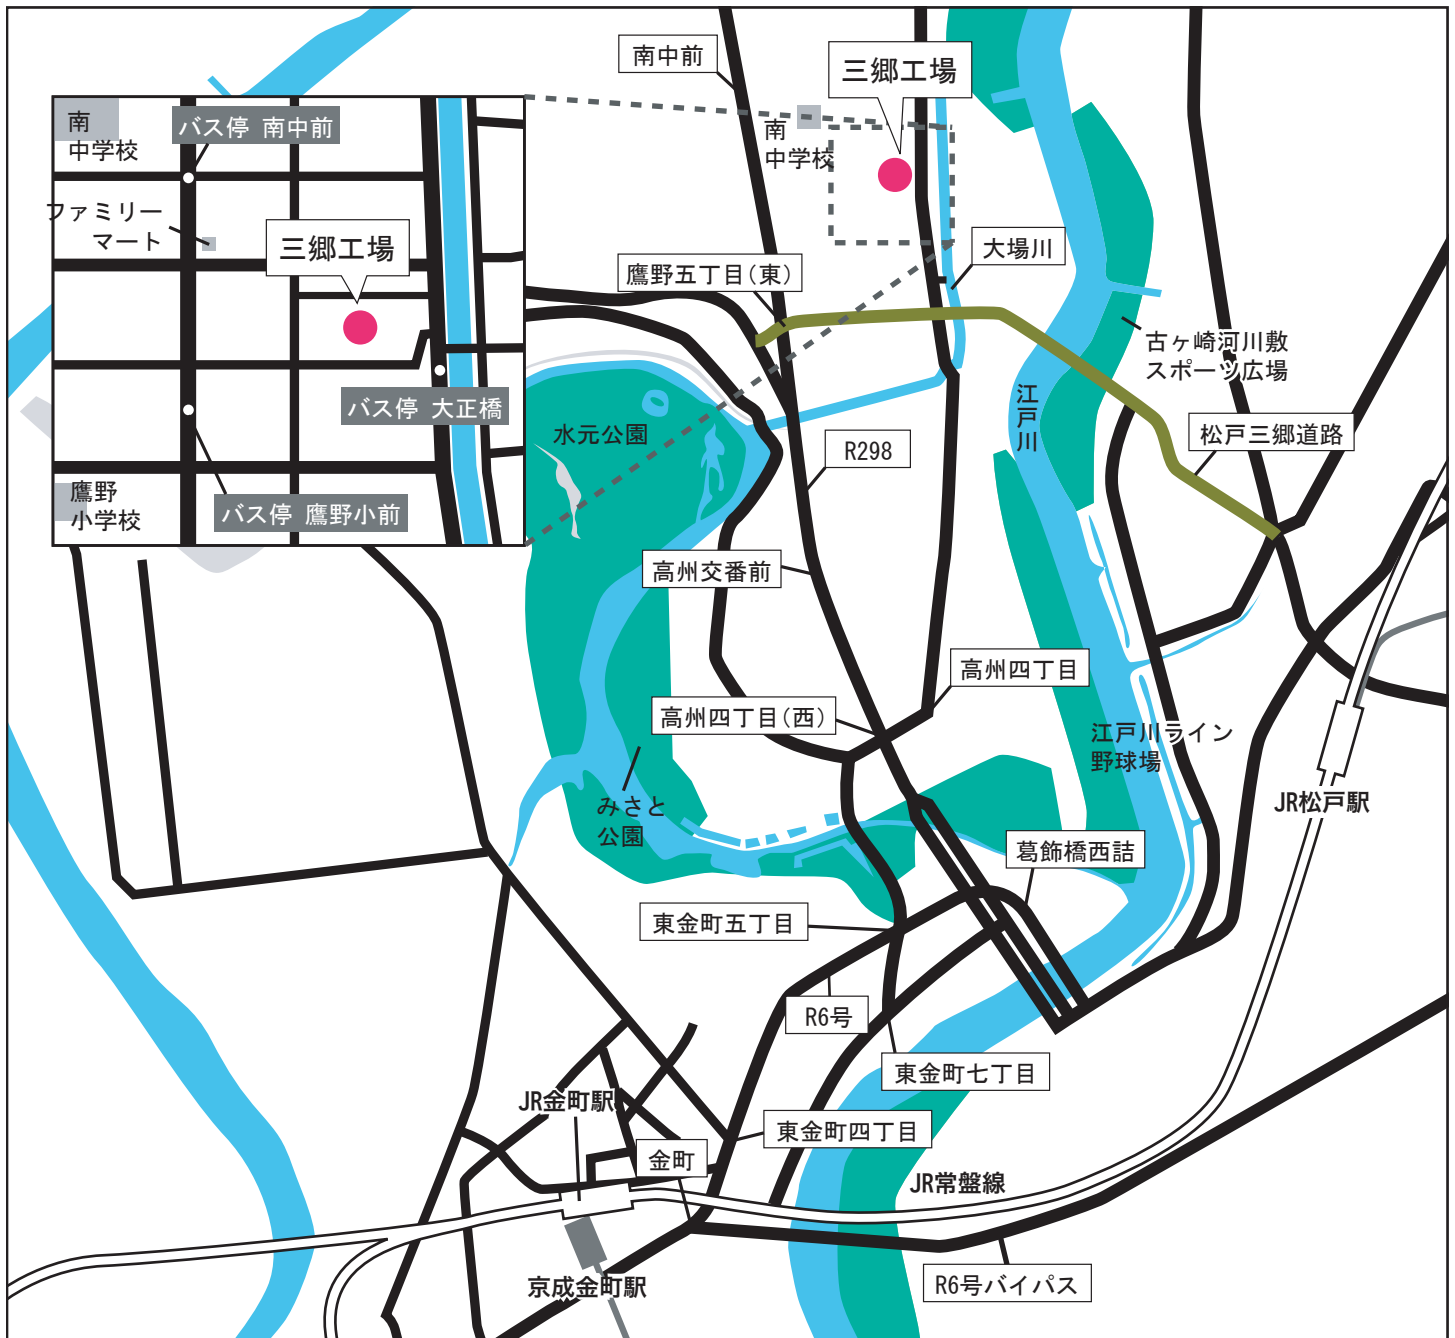 南中前
三郷工場
南
中学校
バス停 南中前
南
中学校
ファミリー
マート
三郷工場
大場川
鷹野五丁目(東)
古ヶ崎河川敷
スポーツ広場
江戸川
バス停 大正橋
松戸三郷道路
水元公園
R298
鷹野
小学校
バス停 鷹野小前
高州交番前
高州四丁目
高州四丁目(西)
江戸川ライン
野球場
JR松戸駅
みさと
公園
葛飾橋西詰
東金町五丁目
R6号
東金町七丁目
JR金町駅
東金町四丁目
金町
JR常盤線
京成金町駅
R6号バイパス